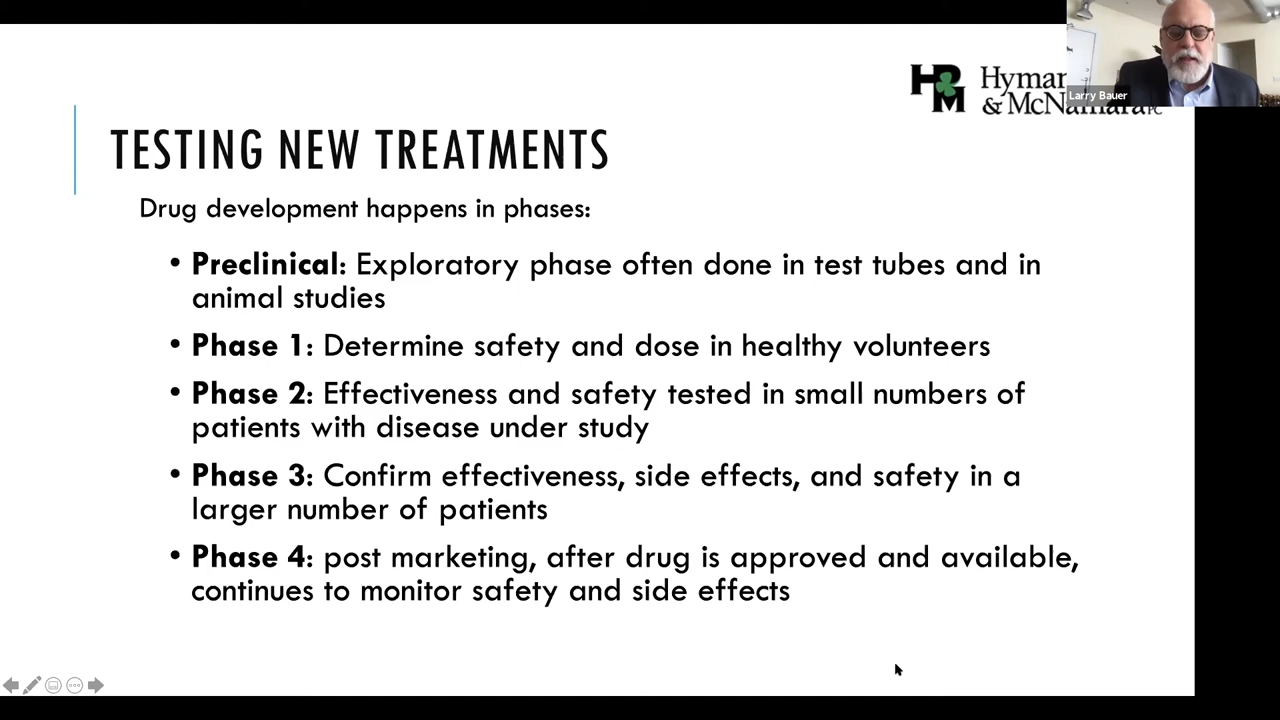 HPM Hyman
& McNamara PC
Larry Bauer
TESTING NEW TREATMENTS
Drug development happens in phases:
• Preclinical: Exploratory phase often done in test tubes and in
animal studies
• Phase 1: Determine safety and dose in healthy volunteers
• Phase 2: Effectiveness and safety tested in small numbers of
patients with disease under study
• Phase 3: Confirm effectiveness, side effects, and safety in a
larger number of patients
• Phase 4: post marketing, after drug is approved and available,
continues to monitor safety and side effects